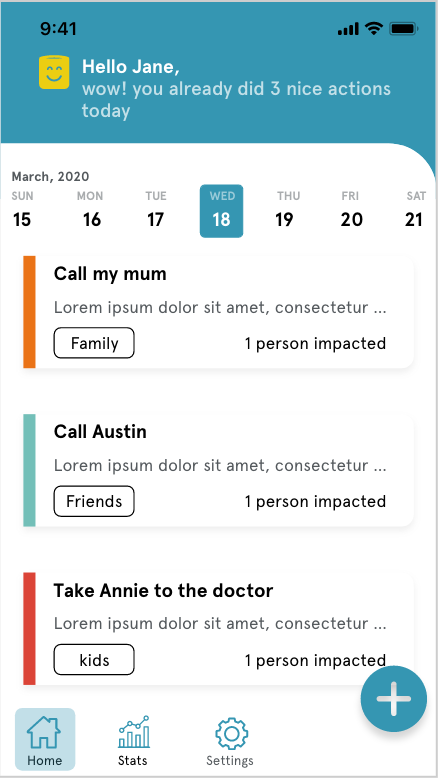 9:41
Hello Jane,
wow! you already did 3 nice actions
today
March, 2020
SUN MON TUE WED THU FRI SAT
15 16 17 18 19 20 21
Call my mum
Lorem ipsum dolor sit amet, consectetur ...
Family 1 person impacted
Call Austin
Lorem ipsum dolor sit amet, consectetur ...
Friends 1 person impacted
Take Annie to the doctor
Lorem ipsum dolor sit amet, consectetur ...
kids 1 person impacted
Home Stats Settings